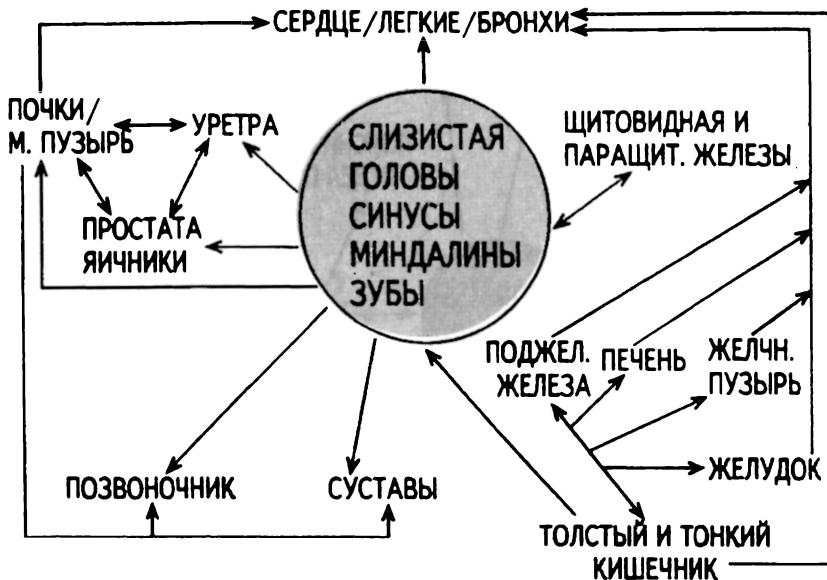 СЕРДЦЕ/ЛЕГКИЕ/БРОНХИ
ПОЧКИ/
М. ПУЗЫРЬ
УРЕТРА
ПРОСТАТА
ЯИЧНИКИ
СЛИЗИСТАЯ
ГОЛОВЫ
СИНУСЫ
МИНДАЛИНЫ
ЗУБЫ
ЩИТОВИДНАЯ И
ПАРАЩИТ. ЖЕЛЕЗЫ
ПОДЖЕЛ.
ЖЕЛЕЗА
ПЕЧЕНЬ
ЖЕЛЧН.
ПУЗЫРЬ
ПОЗВОНОЧНИК
СУСТАВЫ
ЖЕЛУДОК
ТОЛСТЫЙ И ТОНКИЙ
КИШЕЧНИК